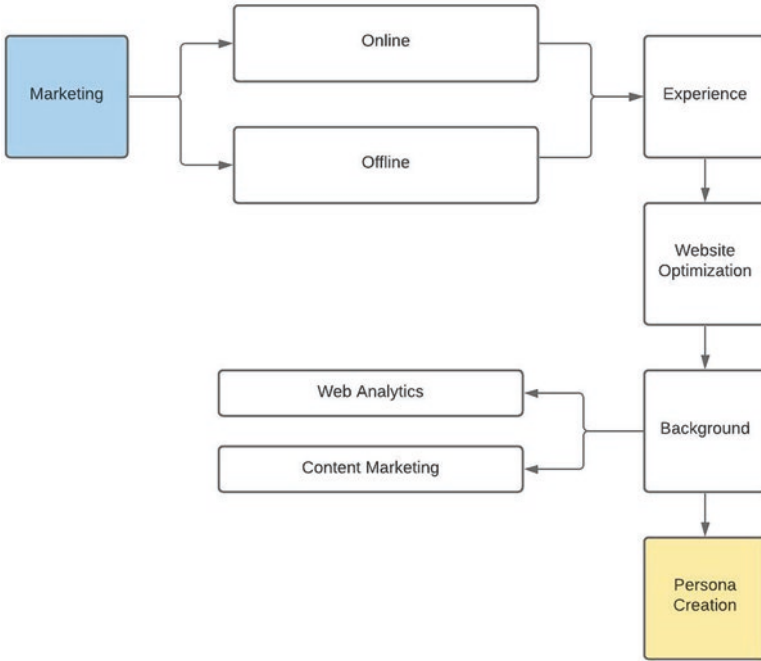 Marketing
Online
Offline
Experience
Website
Optimization
Background
Web Analytics
Content Marketing
Persona
Creation